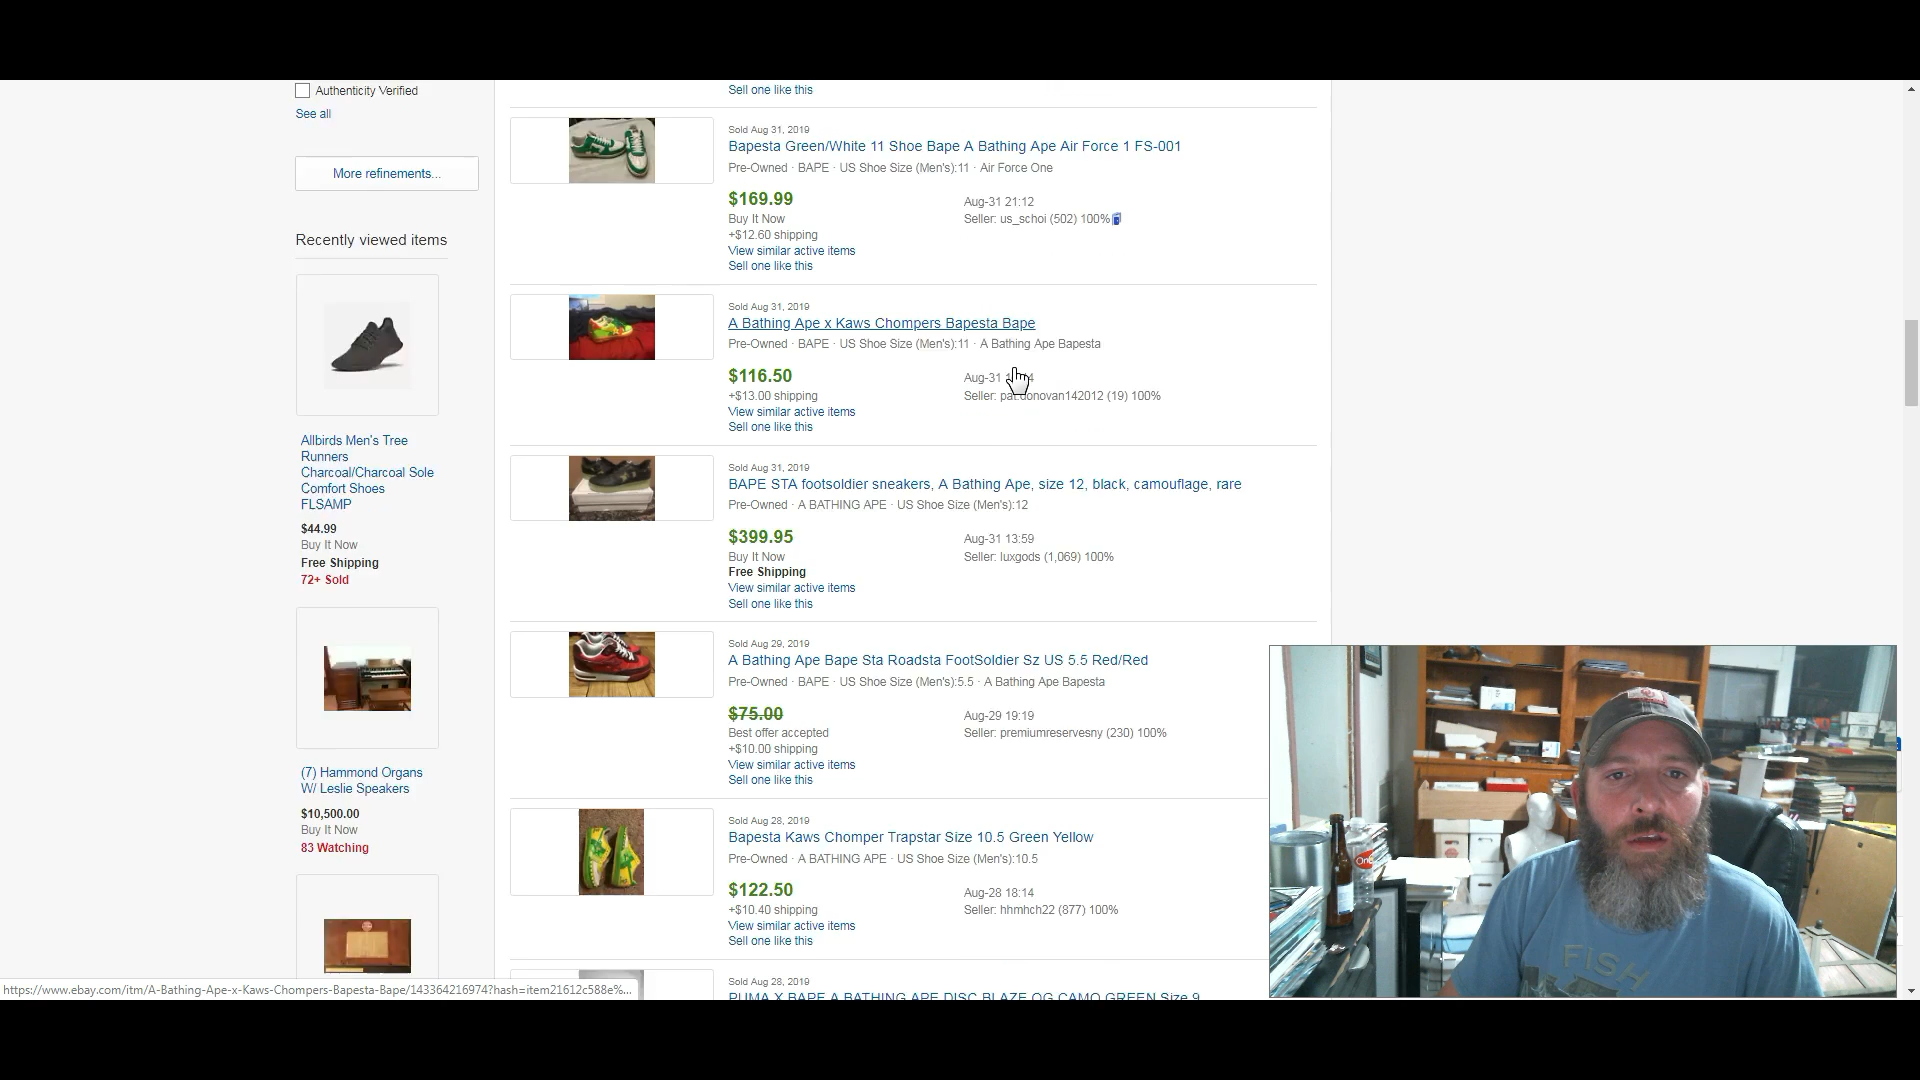 Authenticity Verified
See all
More refinements...
Recently viewed items
Allbirds Men's Tree
Runners
Charcoal/Charcoal Sole
Comfort Shoes
FLSAMP
$44.99
Buy It Now
Free Shipping
72+ Sold
(7) Hammond Organs
W/ Leslie Speakers
$10,500.00
Buy It Now
83 Watching
Sell one like this
Sold Aug 31, 2019
Bapesta Green/White 11 Shoe Bape A Bathing Ape Air Force 1 FS-001
Pre-Owned · BAPE · US Shoe Size (Men's):11 · Air Force One
$169.99
Buy It Now
+$12.60 shipping
View similar active items
Sell one like this
Aug-31 21:12
Seller: us_schoi (502) 100%
Sold Aug 31, 2019
A Bathing Ape x Kaws Chompers Bapesta Bape
Pre-Owned · BAPE · US Shoe Size (Men's):11 · A Bathing Ape Bapesta
$116.50
+$13.00 shipping
View similar active items
Sell one like this
Aug-31
Seller: (19) 100%
Sold Aug 31, 2019
BAPE STA footsoldier sneakers, A Bathing Ape, size 12, black, camouflage, rare
Pre-Owned · A BATHING APE · US Shoe Size (Men's):12
$399.95
Buy It Now
Free Shipping
View similar active items
Sell one like this
Aug-31 13:59
Seller: luxgods (1,069) 100%
Sold Aug 29, 2019
A Bathing Ape Bape Sta Roadsta FootSoldier Sz US 5.5 Red/Red
Pre-Owned · BAPE · US Shoe Size (Men's):5.5 · A Bathing Ape Bapesta
$75.00
Best offer accepted
+$10.00 shipping
View similar active items
Sell one like this
Aug-29 19:19
Seller: premiumreservesny (230) 100%
Sold Aug 28, 2019
Bapesta Kaws Chomper Trapstar Size 10.5 Green Yellow
Pre-Owned · A BATHING APE · US Shoe Size (Men's):10.5
$122.50
+$10.40 shipping
View similar active items
Sell one like this
Aug-28 18:14
Seller: hhmhch22 (877) 100%
Sold Aug 28, 2019
PUMA X BAPE A BATHING APE DISC BLAZE OG CAMO GREEN Size 9
https://www.ebay.com/itm/A-Bathing-Ape-x-Kaws-Chompers-Bapesta-Bape/143364216974?hash=item21612c588e%...
FISH